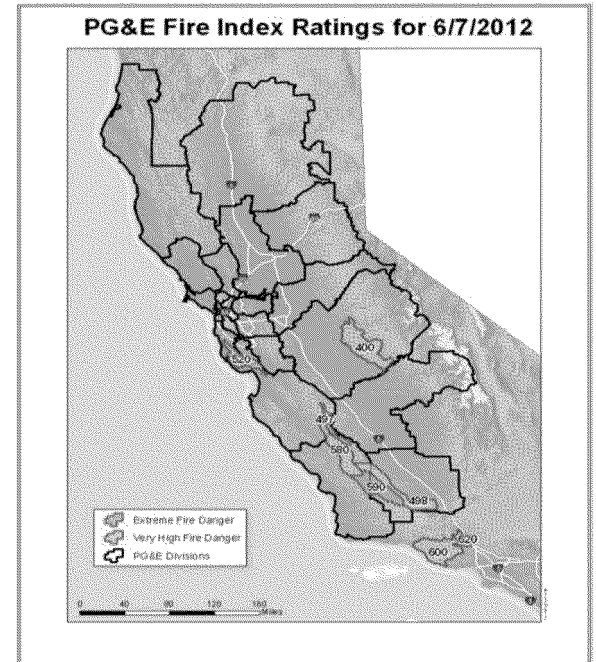 PG&E Fire Index Ratings for 6/7/2012
400
520
49
580
590
498
620
600
Extreme Fire Danger
Very High Fire Danger
PG&E Divisions
0 40 80 120 160
Miles